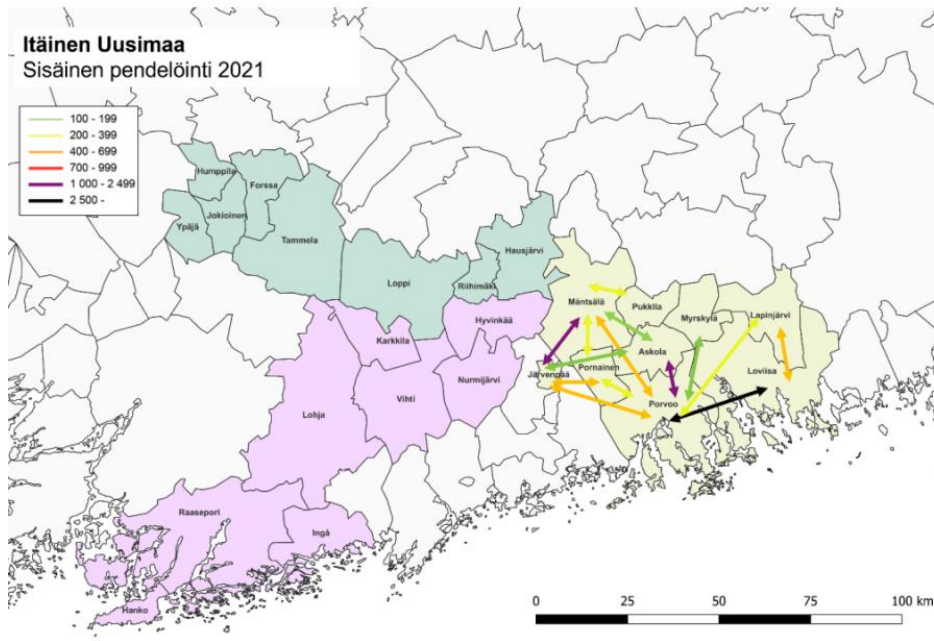 Itäinen Uusimaa
Sisäinen pendelöinti 2021
100 - 199
200 - 399
400 - 699
700 - 999
1 000 - 2 499
2 500 -
Humppila
Forssa
Ypäjä
Jokioinen
Tammela
Hausjärvi
Loppi
Riihimäki
Mäntsälä
Pukkila
Myrskylä
Lapinjärvi
Hyvinkää
Karkkila
Askola
Loviisa
Järvenpää
Pornainen
Nurmijärvi
Vihti
Lohja
Porvoo
Raasepori
Ingå
Hanko
0 25 50 75 100 km